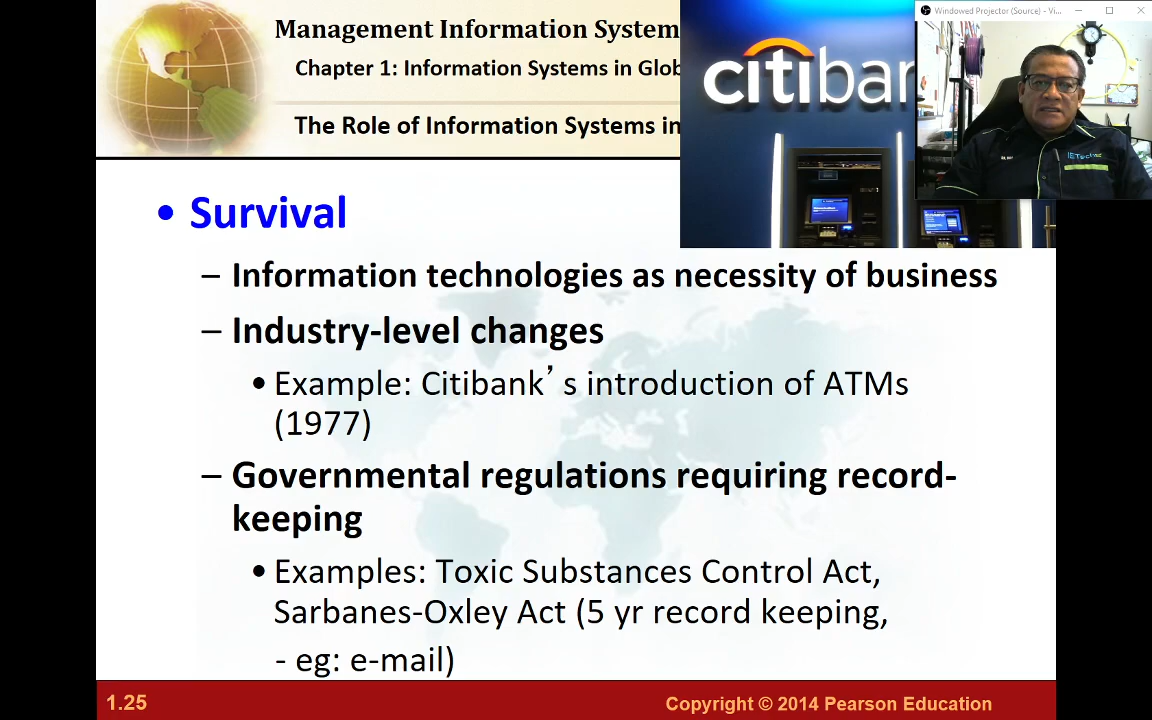 Management Information System
Chapter 1: Information Systems in Glob
The Role of Information Systems in
citibar
Windowed Projector (Source) - Vi...
• Survival
– Information technologies as necessity of business
– Industry-level changes
• Example: Citibank’s introduction of ATMs
(1977)
– Governmental regulations requiring record-
keeping
• Examples: Toxic Substances Control Act,
Sarbanes-Oxley Act (5 yr record keeping,
- eg: e-mail)
1.25
Copyright © 2014 Pearson Education